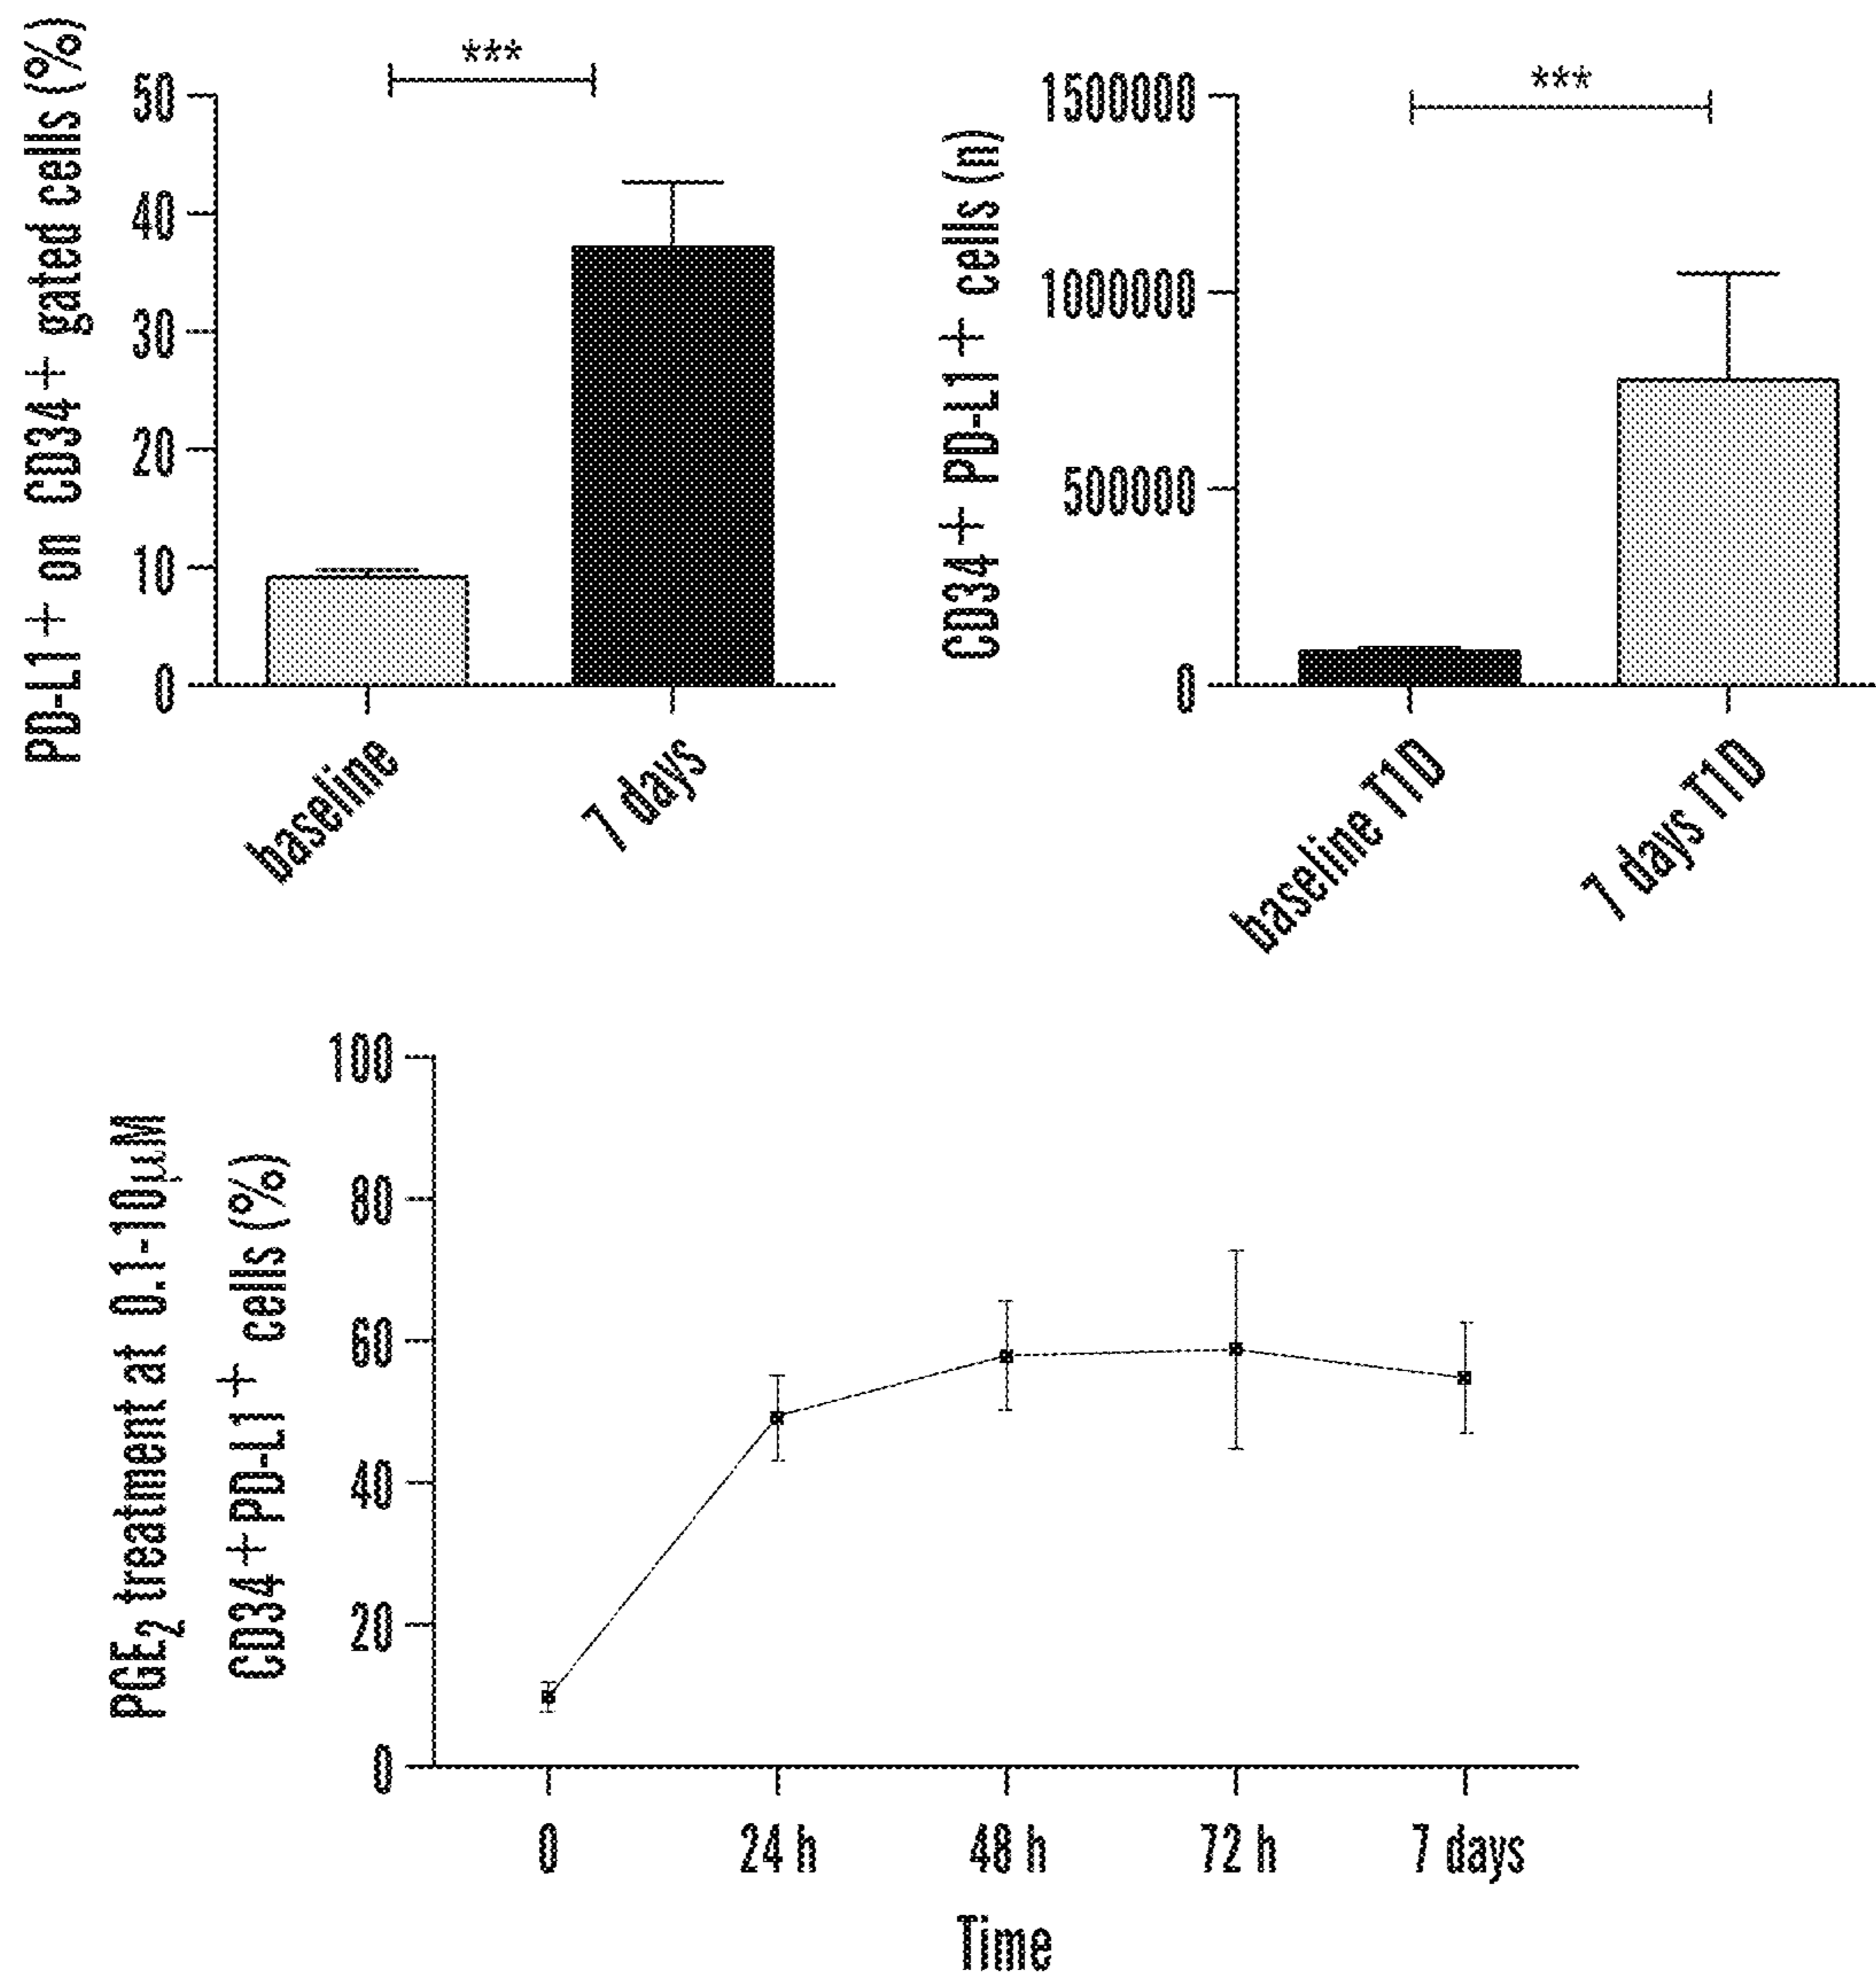 PD-L1+ on CD34+ gated cells (%)
50
40
30
20
10
0
***
baseline
7 days
CD34+ PD-L1+ cells (n)
1500000
1000000
500000
0
***
baseline T1D
7 days T1D
PGE2 treatment at 0.1-10μM
CD34+PD-L1+ cells (%)
100
80
60
40
20
0
0
24 h
48 h
72 h
7 days
Time